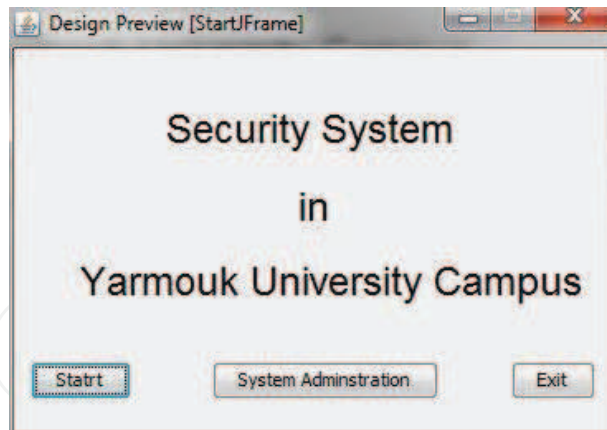 Design Preview [StartJFrame]
Security System
in
Yarmouk University Campus
Statrt
System Adminstration
Exit